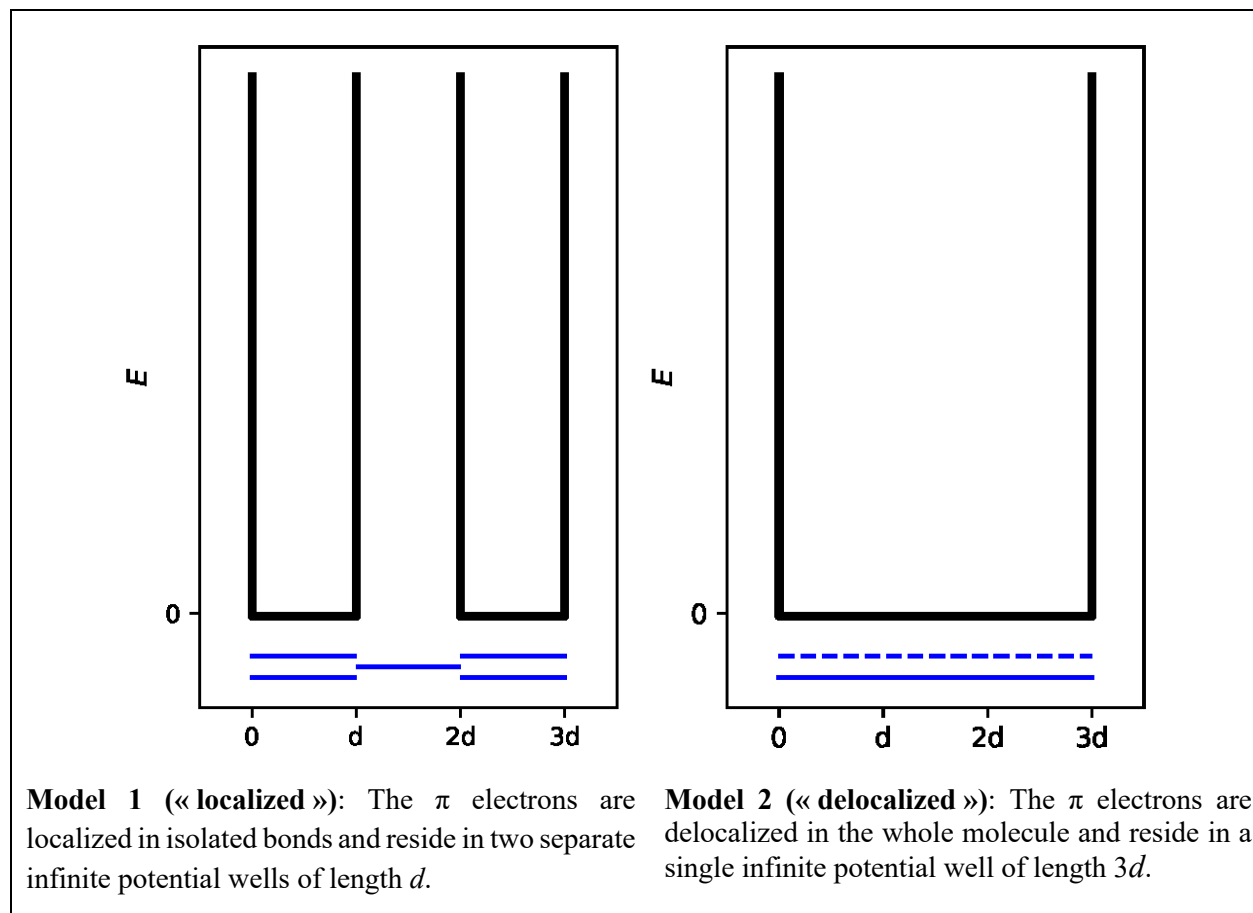 E
0
0
d
2d
3d
E
0
0
d
2d
3d
Model 1 (« localized »): The π electrons are
localized in isolated bonds and reside in two separate
infinite potential wells of length d.
Model 2 (« delocalized »): The π electrons are
delocalized in the whole molecule and reside in a
single infinite potential well of length 3d.